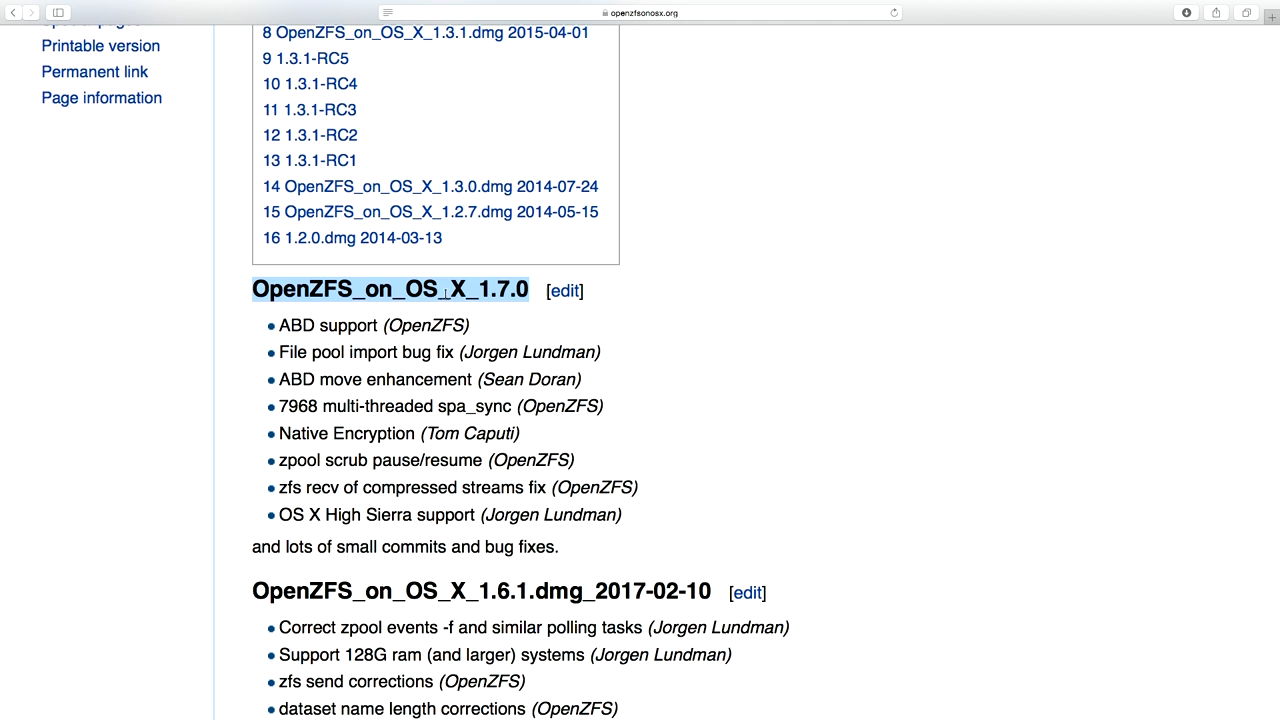 openzfsonosx.org
Printable version
Permanent link
Page information
8 OpenZFS_on_OS_X_1.3.1.dmg 2015-04-01
9 1.3.1-RC5
10 1.3.1-RC4
11 1.3.1-RC3
12 1.3.1-RC2
13 1.3.1-RC1
14 OpenZFS_on_OS_X_1.3.0.dmg 2014-07-24
15 OpenZFS_on_OS_X_1.2.7.dmg 2014-05-15
16 1.2.0.dmg 2014-03-13
OpenZFS_on_OS_X_1.7.0 [edit]
ABD support (OpenZFS)
File pool import bug fix (Jorgen Lundman)
ABD move enhancement (Sean Doran)
7968 multi-threaded spa_sync (OpenZFS)
Native Encryption (Tom Caputi)
zpool scrub pause/resume (OpenZFS)
zfs recv of compressed streams fix (OpenZFS)
OS X High Sierra support (Jorgen Lundman)
and lots of small commits and bug fixes.
OpenZFS_on_OS_X_1.6.1.dmg_2017-02-10 [edit]
Correct zpool events -f and similar polling tasks (Jorgen Lundman)
Support 128G ram (and larger) systems (Jorgen Lundman)
zfs send corrections (OpenZFS)
dataset name length corrections (OpenZFS)